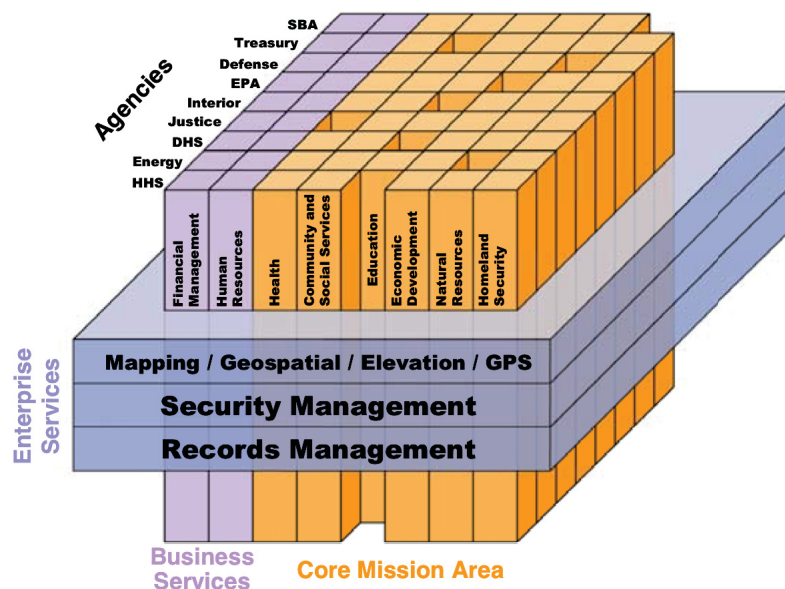 Agencies
SBA
Treasury
Defense
EPA
Interior
Justice
DHS
Energy
HHS
Financial
Management
Human
Resources
Health
Community and
Social Services
Education
Economic
Development
Natural
Resources
Homeland
Security
Enterprise
Services
Mapping / Geospatial / Elevation / GPS
Security Management
Records Management
Business
Services
Core Mission Area